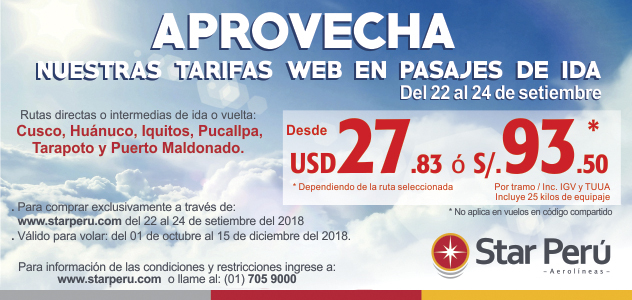 APROVECHA
NUESTRAS TARIFAS WEB EN PASAJES DE IDA
Del 22 al 24 de setiembre
Rutas directas o intermedias de ida o vuelta:
Cusco, Huánuco, Iquitos, Pucallpa,
Tarapoto y Puerto Maldonado.
Desde
USD 27.83 ó S/. 93.50 *
* Dependiendo de la ruta seleccionada
Por tramo / Inc. IGV y TUUA
Incluye 25 kilos de equipaje
* No aplica en vuelos en código compartido
. Para comprar exclusivamente a través de:
www.starperu.com del 22 al 24 de setiembre del 2018
. Válido para volar: del 01 de octubre al 15 de diciembre del 2018.
Para información de las condiciones y restricciones ingrese a:
www.starperu.com o llame al: (01) 705 9000
Star Perú
- Aerolíneas -